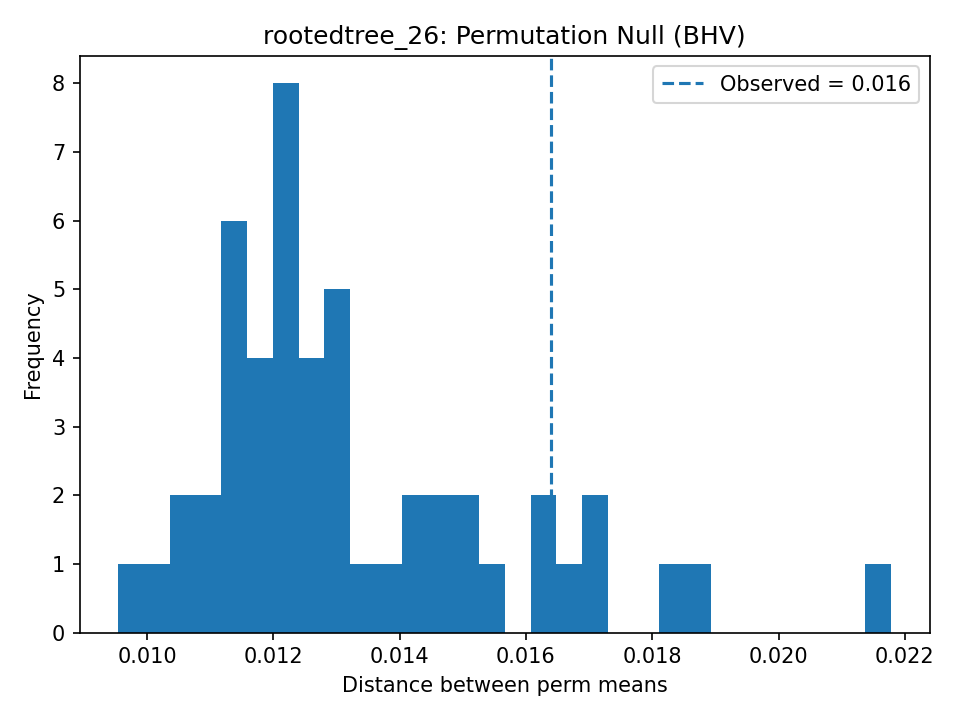 rootedtree_26: Permutation Null (BHV)
Observed = 0.016
Frequency
8
7
6
5
4
3
2
1
0
0.010 0.012 0.014 0.016 0.018 0.020 0.022
Distance between perm means